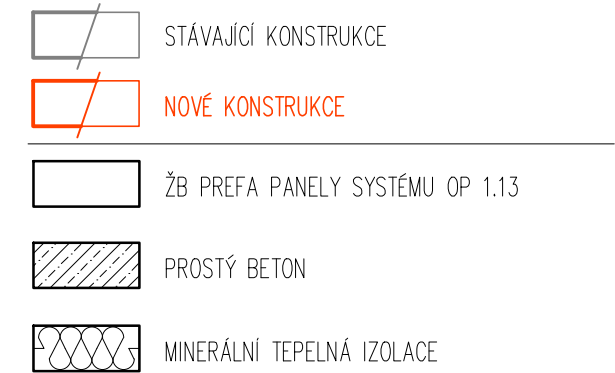 STÁVAJÍCÍ KONSTRUKCE
NOVÉ KONSTRUKCE
ŽB PREFA PANELY SYSTÉMU OP 1.13
PROSTÝ BETON
MINERÁLNÍ TEPELNÁ IZOLACE